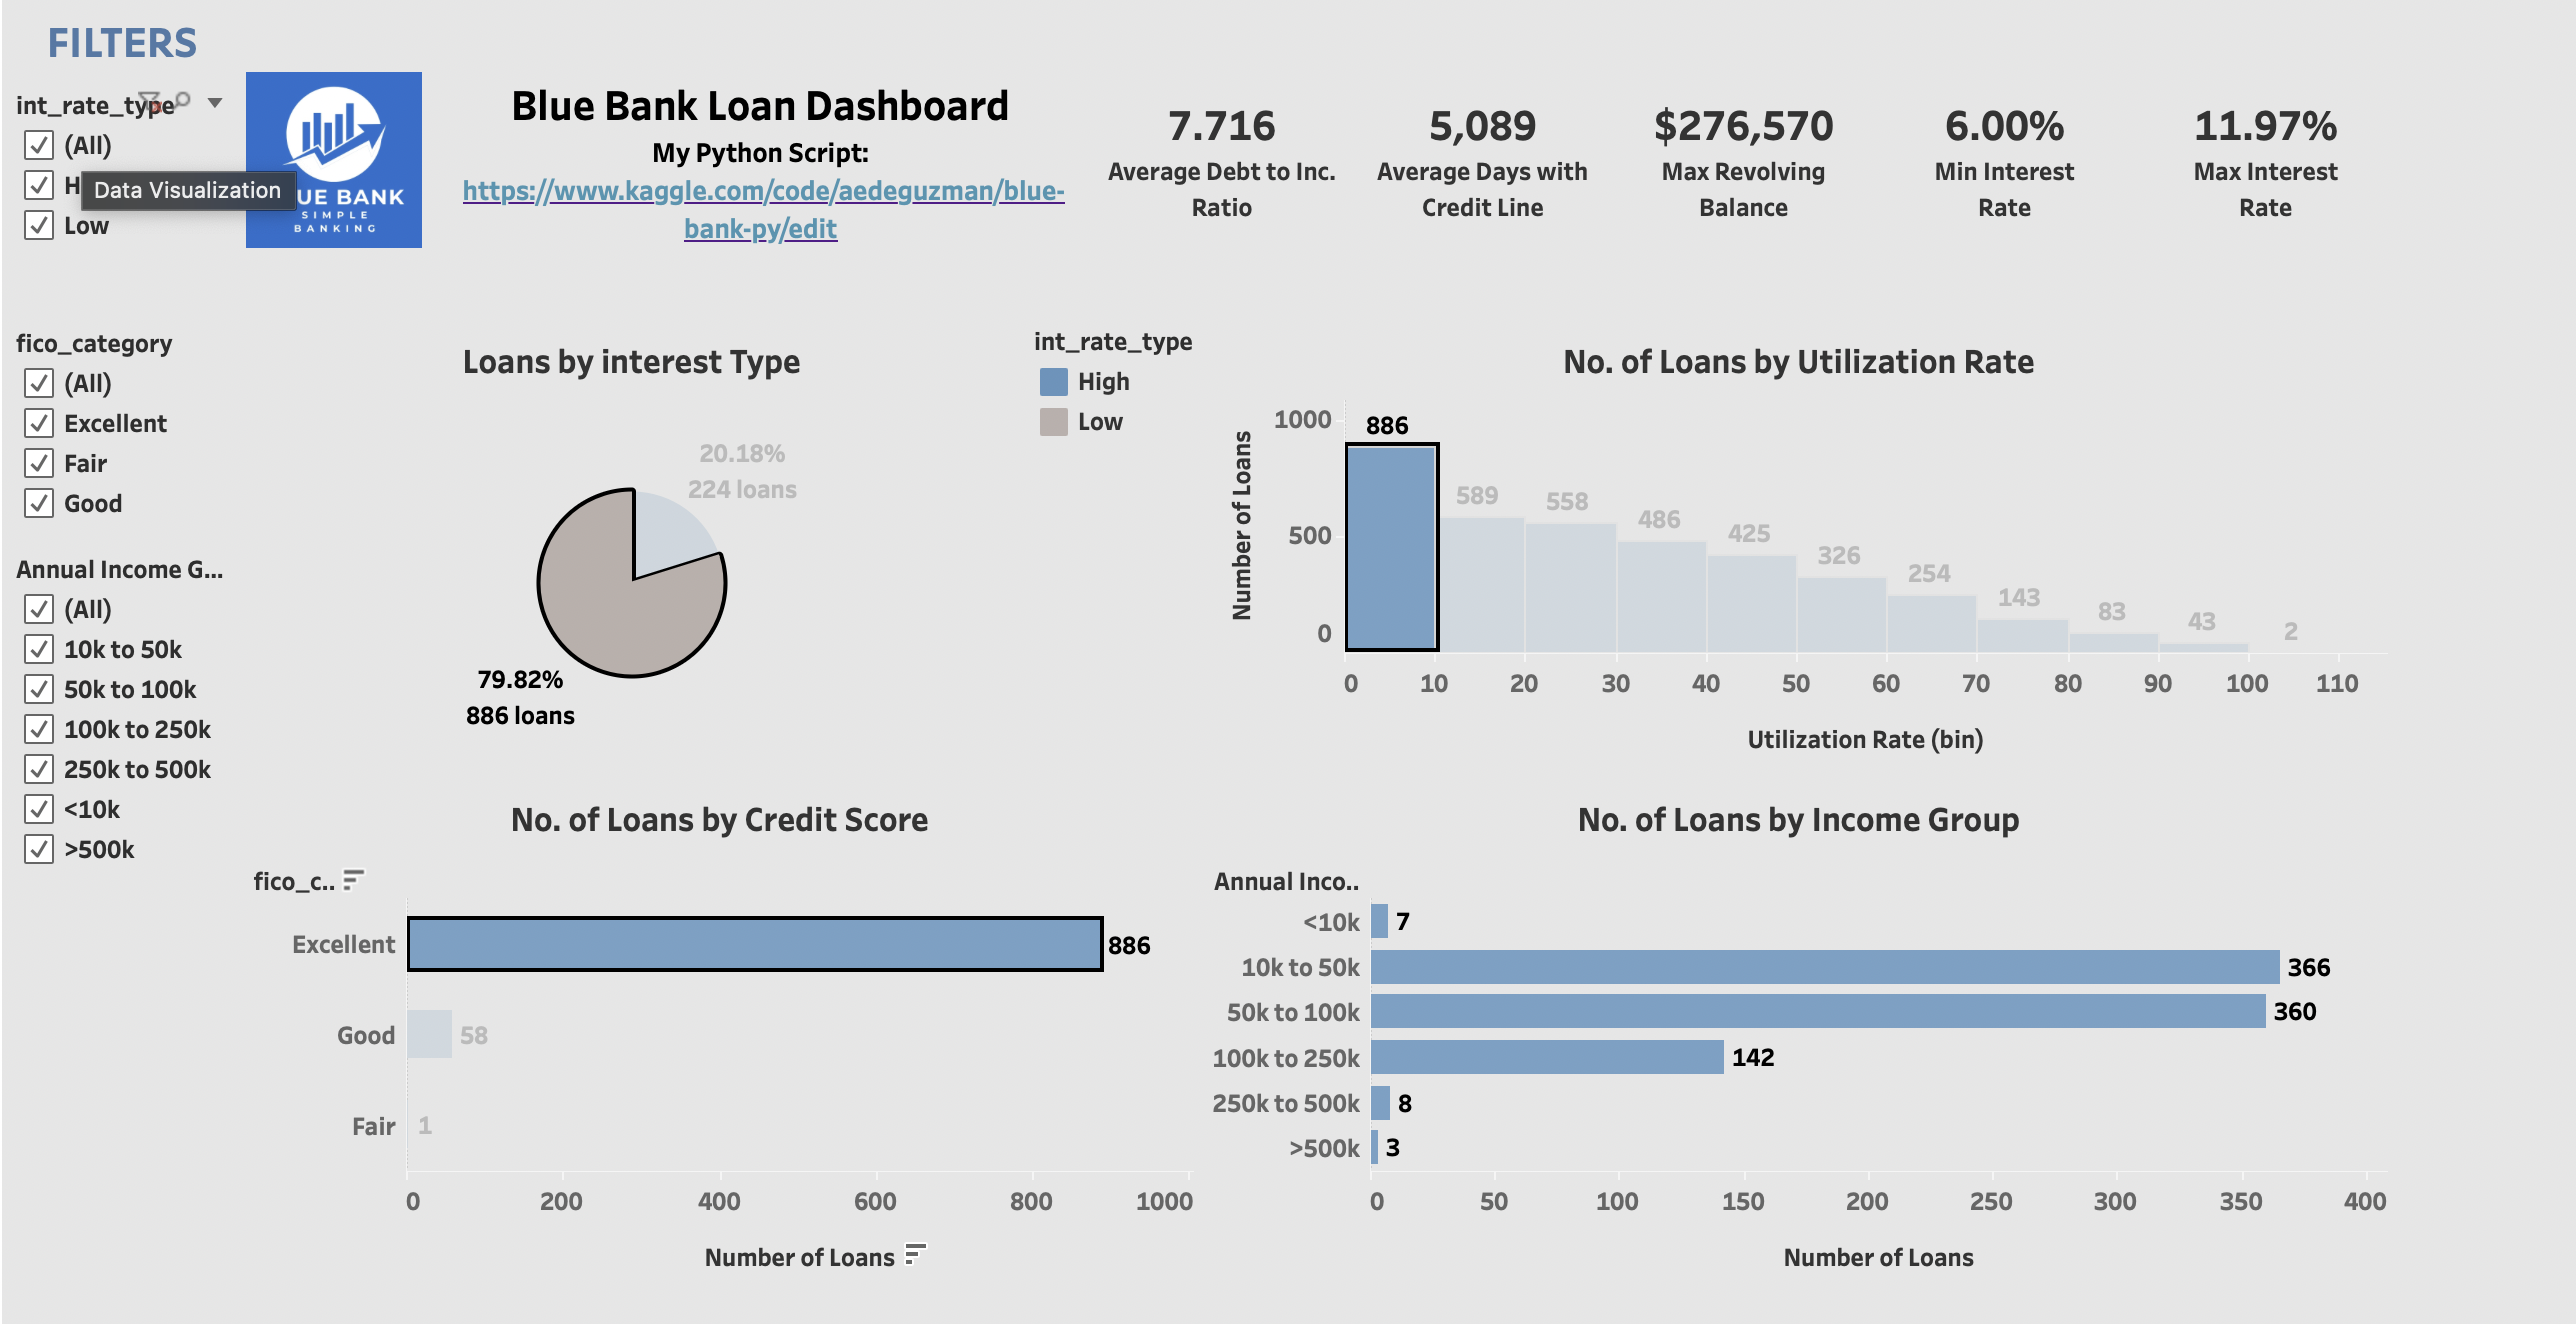 FILTERS
int_rate_type
(All)
H
Data Visualization
Low
UE BANK
SIMPLE
BANKING
Blue Bank Loan Dashboard
My Python Script:
https://www.kaggle.com/code/aedeguzman/blue-
bank-py/edit
7.716
Average Debt to Inc.
Ratio
5,089
Average Days with
Credit Line
$276,570
Max Revolving
Balance
6.00%
Min Interest
Rate
11.97%
Max Interest
Rate
fico_category
(All)
Excellent
Fair
Good
Annual Income G...
(All)
10k to 50k
50k to 100k
100k to 250k
250k to 500k
<10k
>500k
Loans by interest Type
20.18%
224 loans
79.82%
886 loans
int_rate_type
High
Low
No. of Loans by Utilization Rate
Number of Loans
1000
500
0
886
589
558
486
425
326
254
143
83
43
2
0 10 20 30 40 50 60 70 80 90 100 110
Utilization Rate (bin)
No. of Loans by Credit Score
fico_c..
Excellent 886
Good 58
Fair 1
0 200 400 600 800 1000
Number of Loans
No. of Loans by Income Group
Annual Inco..
<10k 7
10k to 50k 366
50k to 100k 360
100k to 250k 142
250k to 500k 8
>500k 3
0 50 100 150 200 250 300 350 400
Number of Loans